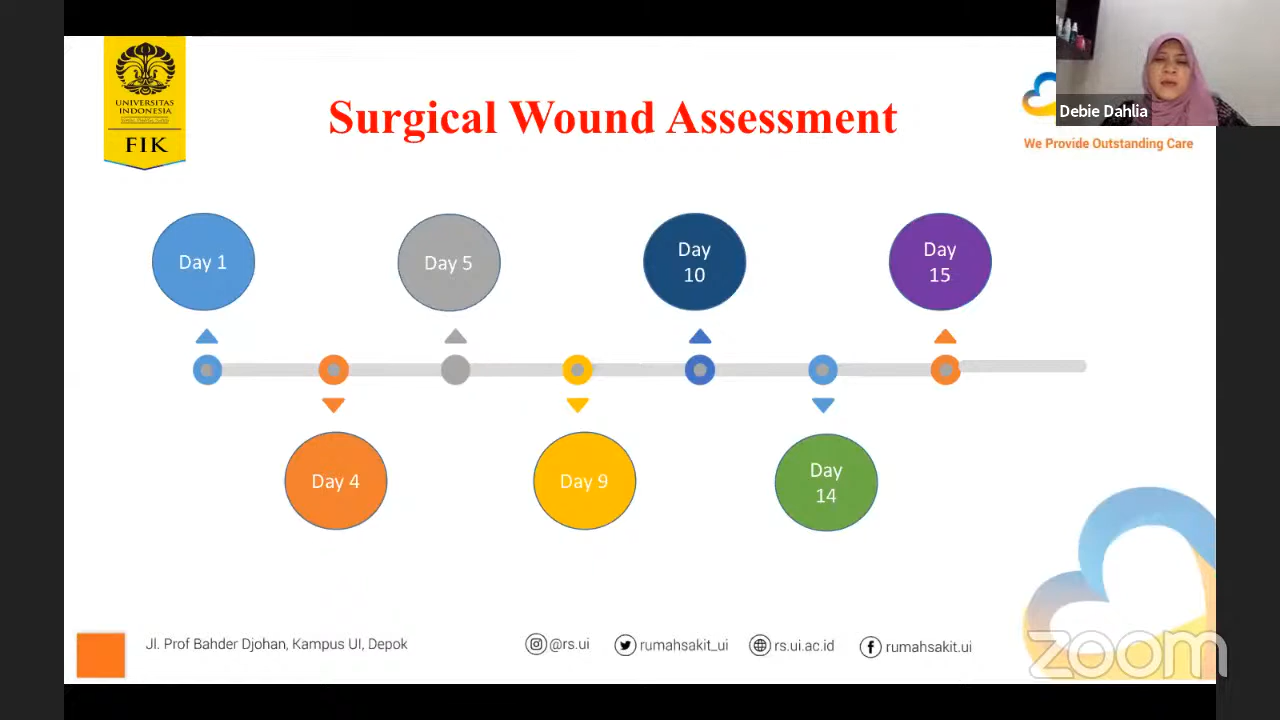 UNIVERSITAS
INDONESIA
FIK
Surgical Wound Assessment
Debie Dahlia
We Provide Outstanding Care
Day 1
Day 5
Day
10
Day
15
Day 4
Day 9
Day
14
Jl. Prof Bahder Djohan, Kampus UI, Depok
@rs.ui
rumahsakit_ui
rs.ui.ac.id
rumahsakit.ui
zoom